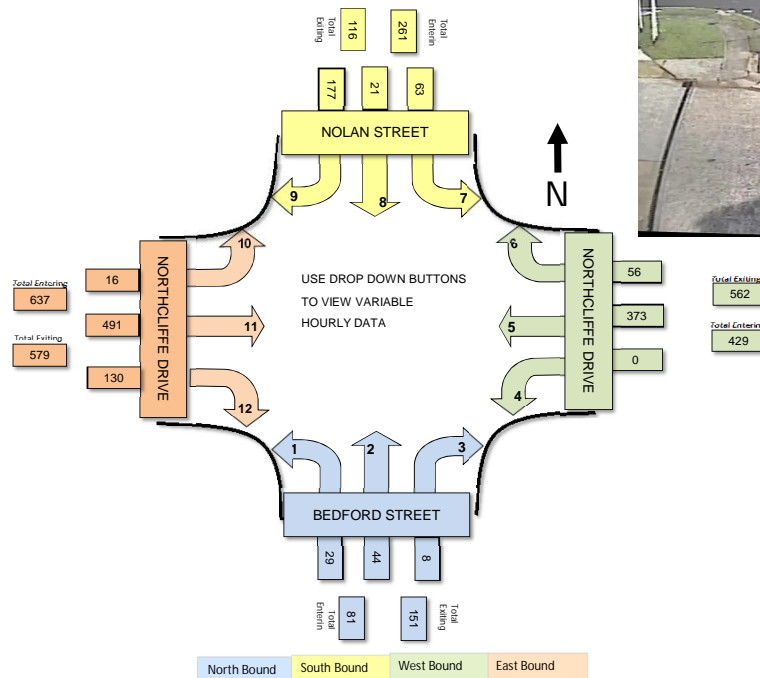 Total Exiting
116
261
Total Enterin
177
21
63
NOLAN STREET
N
9
8
7
10
6
NORTHCLIFFE DRIVE
16
491
130
Total Entering
637
Total Exiting
579
USE DROP DOWN BUTTONS
TO VIEW VARIABLE
HOURLY DATA
11
5
12
4
NORTHCLIFFE DRIVE
56
373
0
Total Exiting
562
Total Enterin
429
1
2
3
BEDFORD STREET
29
44
8
Total Enterin
81
151
Total Exiting
North Bound
South Bound
West Bound
East Bound